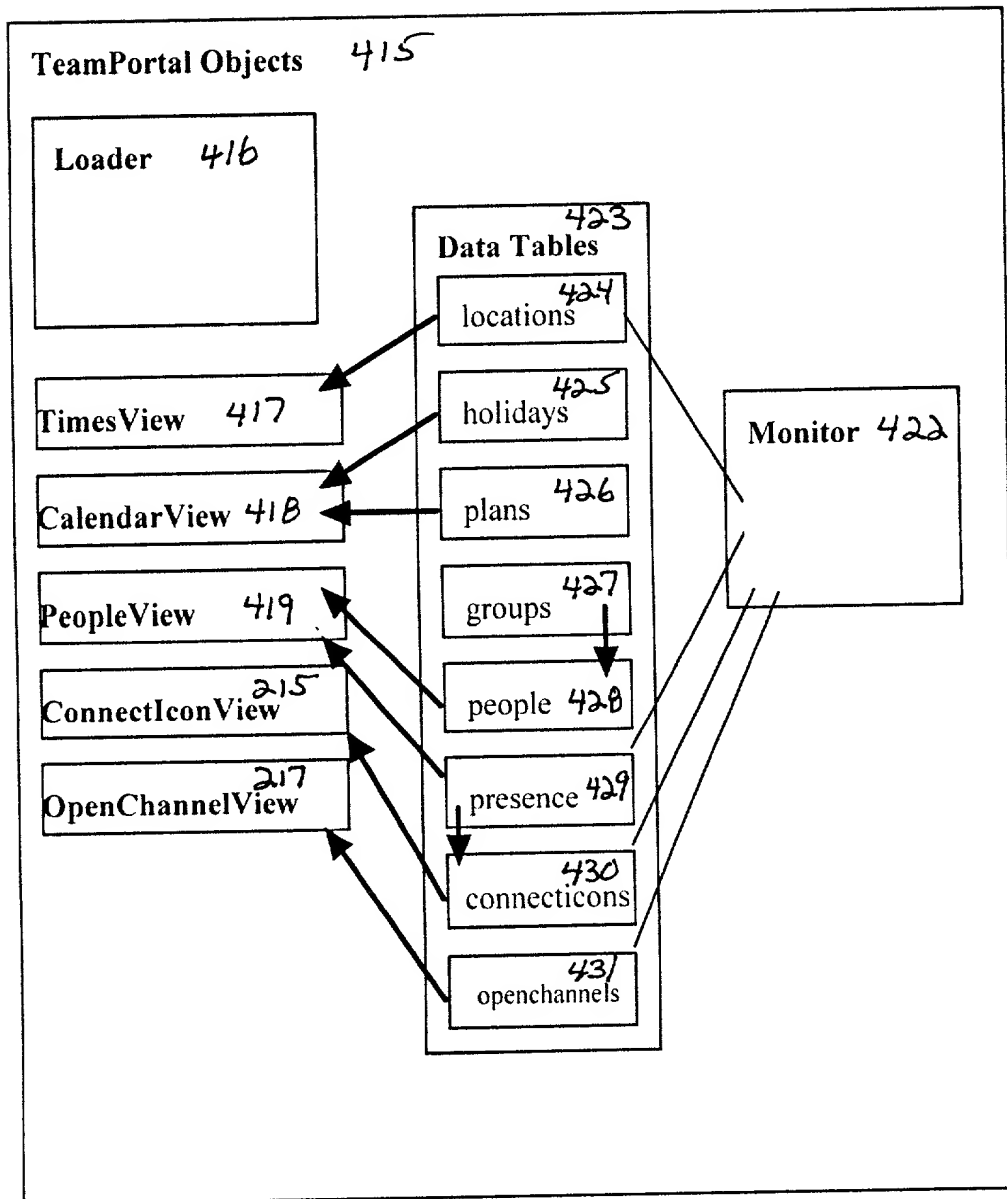 TeamPortal Objects 415
Loader 416
TimesView 417
CalendarView 418
PeopleView 419
ConnectIconView 215
OpenChannelView 217
423
Data Tables
locations 424
holidays 425
plans 426
groups 427
people 428
presence 429
connecticons 430
openchannels 431
Monitor 422